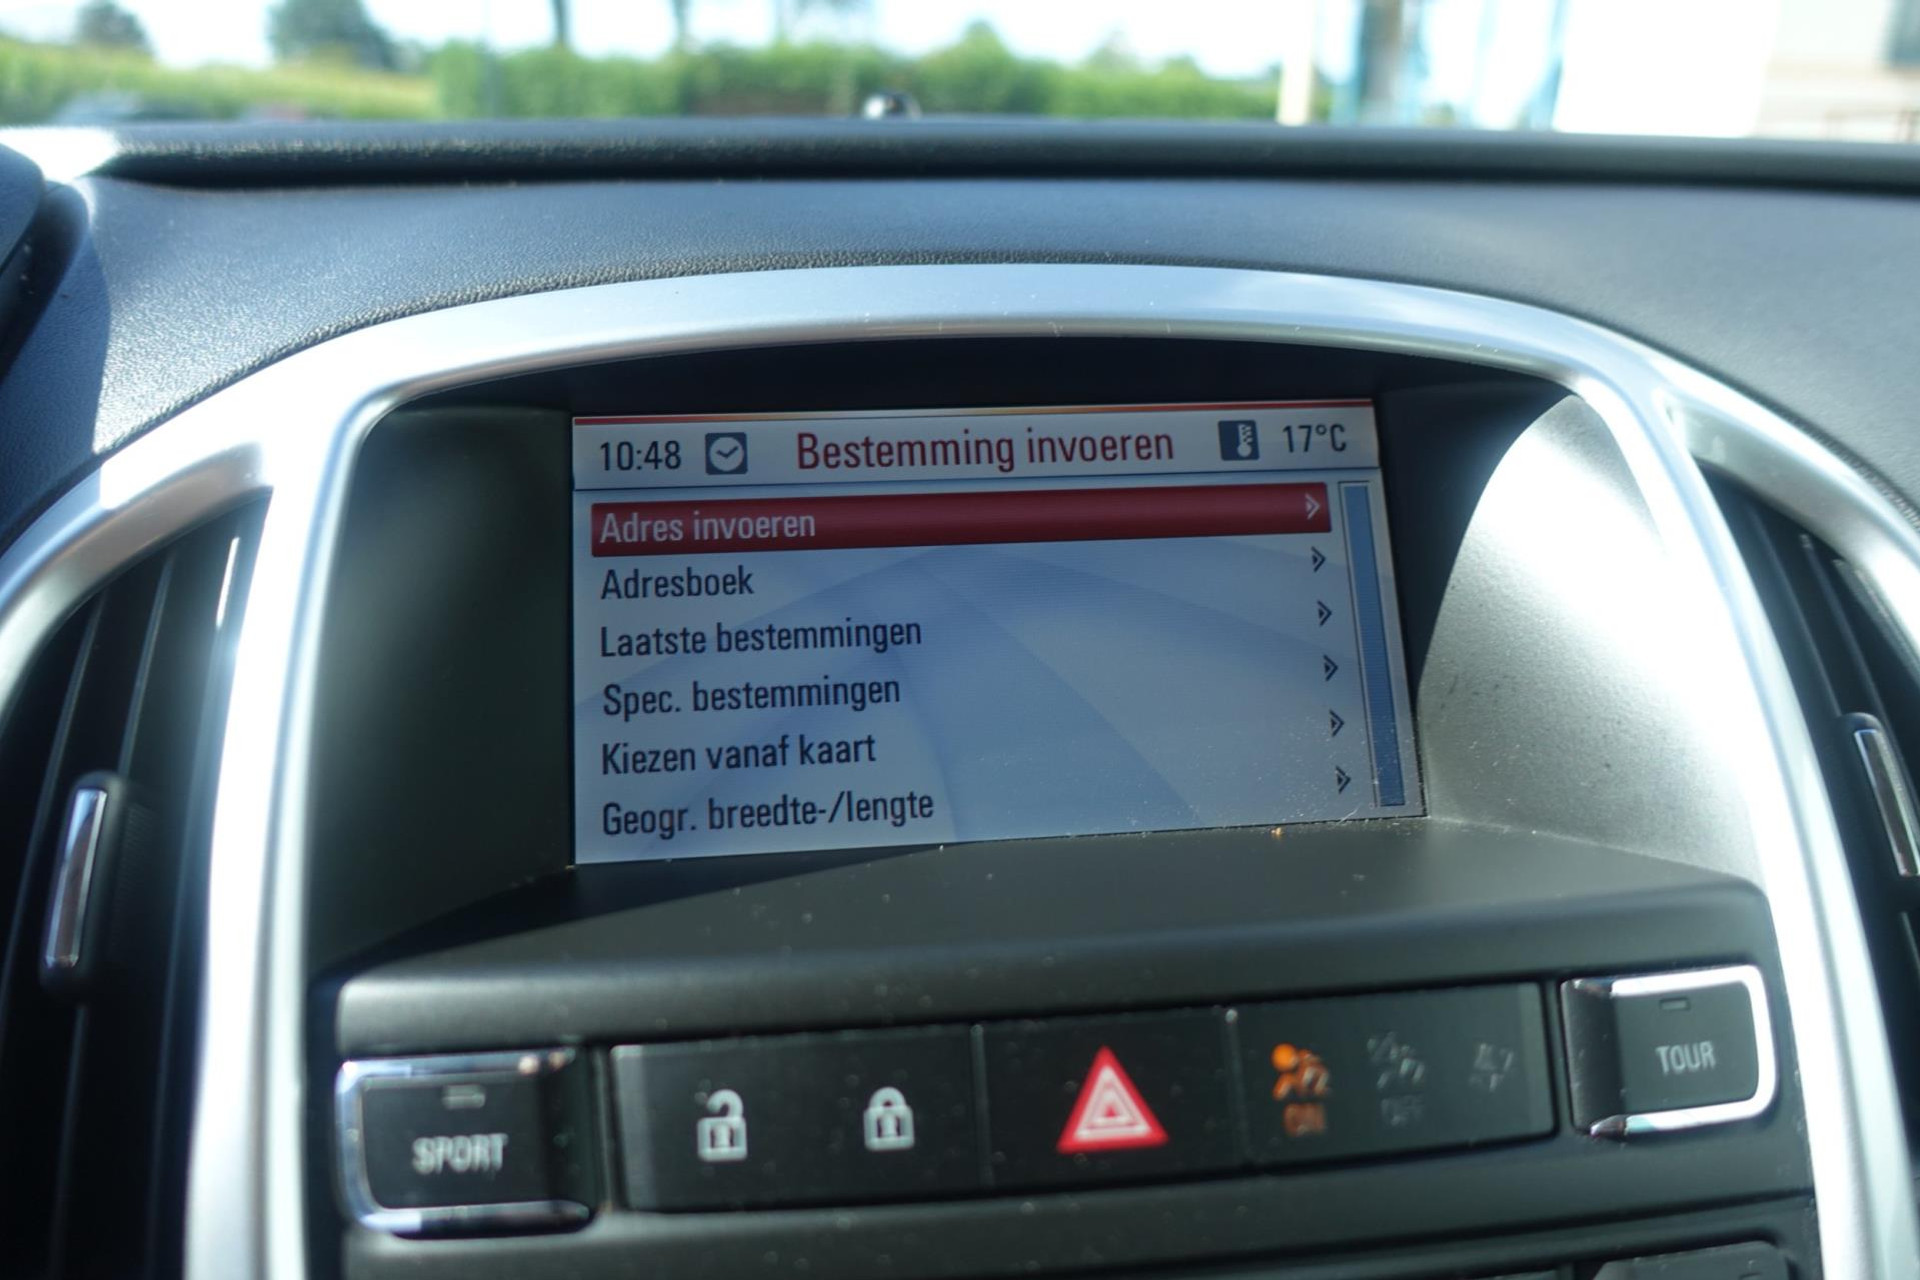 10:48 Bestemming invoeren 17°C
Adres invoeren
Adresboek
Laatste bestemmingen
Spec. bestemmingen
Kiezen vanaf kaart
Geogr. breedte-/lengte
SPORT
ON
OFF
TOUR